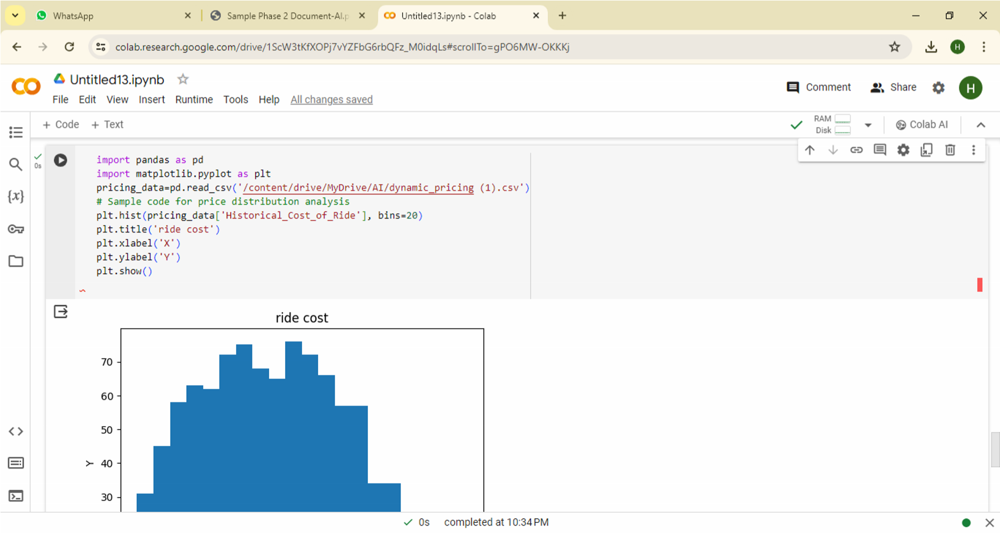 WhatsApp
Sample Phase 2 Document-AI.p
Untitled13.ipynb - Colab
colab.research.google.com/drive/1ScW3tKfXOPj7vYZFbG6rbQFz_M0idqLs#scrollTo=gPO6MW-OKKKj
H
CO
Untitled13.ipynb
Comment
Share
H
File Edit View Insert Runtime Tools Help All changes saved
+ Code + Text
RAM
Disk
Colab AI
{x}
0s
import pandas as pd
import matplotlib.pyplot as plt
pricing_data=pd.read_csv('/content/drive/MyDrive/AI/dynamic_pricing (1).csv')
# Sample code for price distribution analysis
plt.hist(pricing_data['Historical_Cost_of_Ride'], bins=20)
plt.title('ride cost')
plt.xlabel('X')
plt.ylabel('Y')
plt.show()
ride cost
70
60
50
Y
40
30
0s completed at 10:34 PM